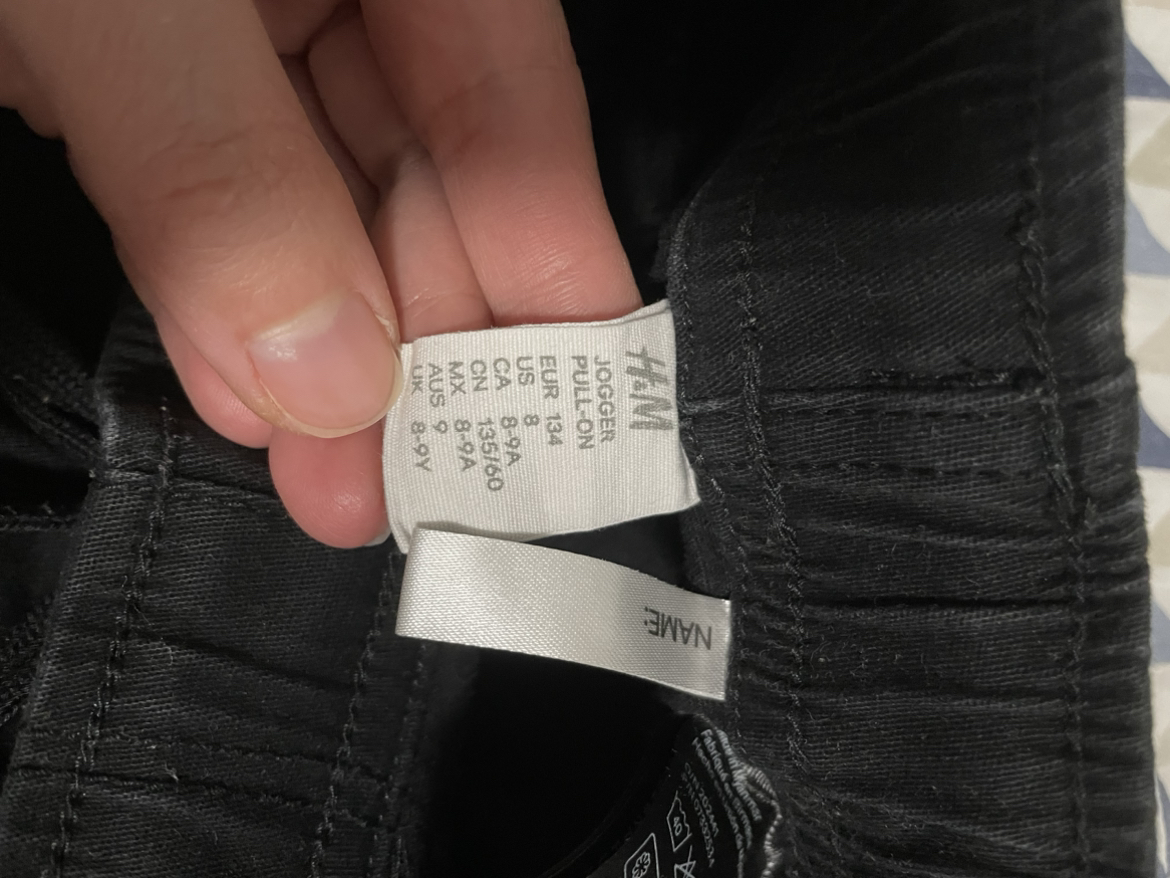 H&M
JOGGER
PULL-ON
EUR 134
US 8
CA 8-9A
CN 135/60
MX 8-9A
AUS 9
UK 8-9Y
NAME:
40